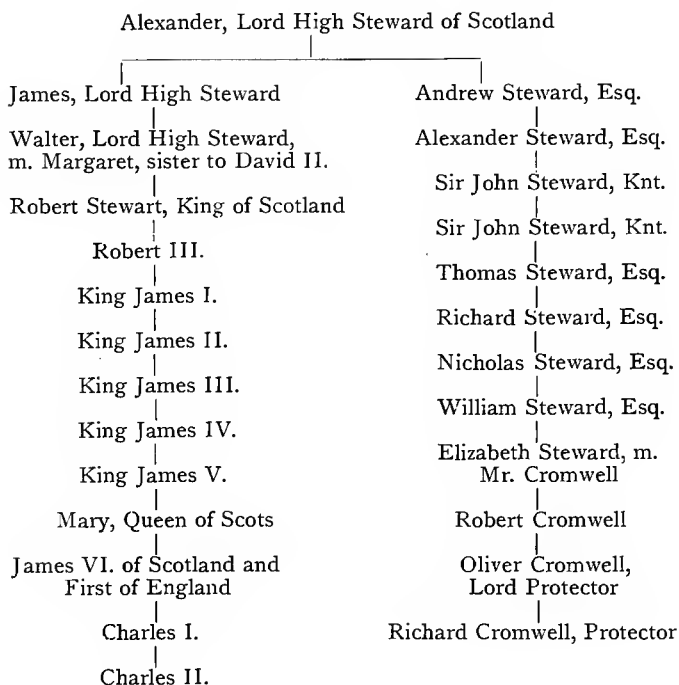 Alexander, Lord High Steward of Scotland
James, Lord High Steward
Walter, Lord High Steward,
m. Margaret, sister to David II.
Robert Stewart, King of Scotland
Robert III.
King James I.
King James II.
King James III.
King James IV.
King James V.
Mary, Queen of Scots
James VI. of Scotland and
First of England
Charles I.
Charles II.
Andrew Steward, Esq.
Alexander Steward, Esq.
Sir John Steward, Knt.
Sir John Steward, Knt.
Thomas Steward, Esq.
Richard Steward, Esq.
Nicholas Steward, Esq.
William Steward, Esq.
Elizabeth Steward, m.
Mr. Cromwell
Robert Cromwell
Oliver Cromwell,
Lord Protector
Richard Cromwell, Protector